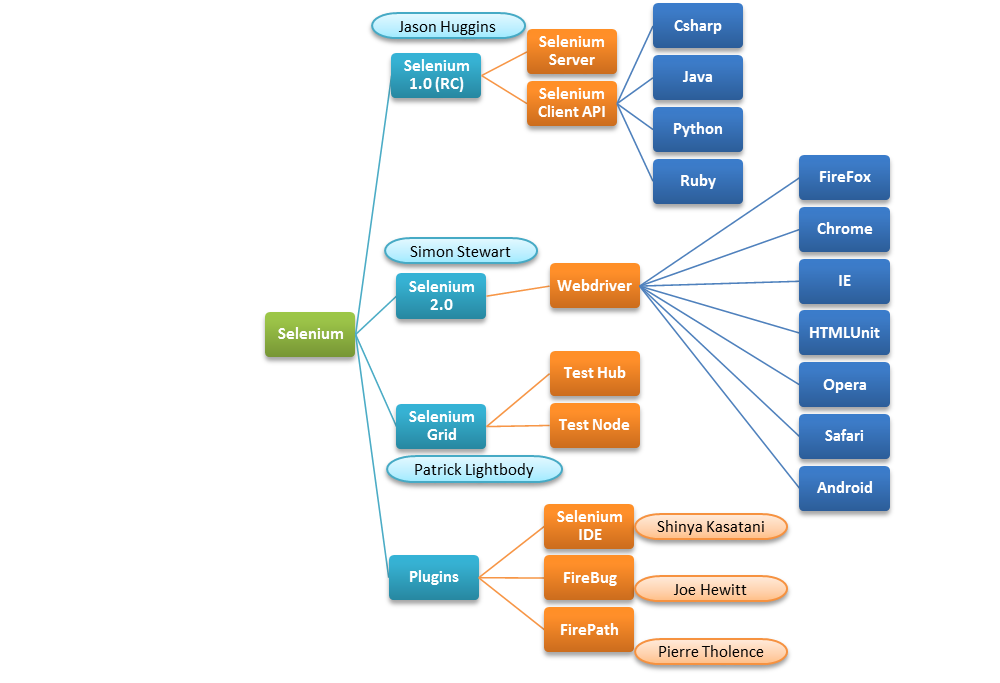 Jason Huggins
Selenium
1.0 (RC)
Selenium
Server
Selenium
Client API
Csharp
Java
Python
Ruby
Simon Stewart
Selenium
2.0
Webdriver
FireFox
Chrome
IE
HTMLUnit
Opera
Safari
Android
Selenium
Selenium
Grid
Patrick Lightbody
Test Hub
Test Node
Plugins
Selenium
IDE
Shinya Kasatani
FireBug
Joe Hewitt
FirePath
Pierre Tholence